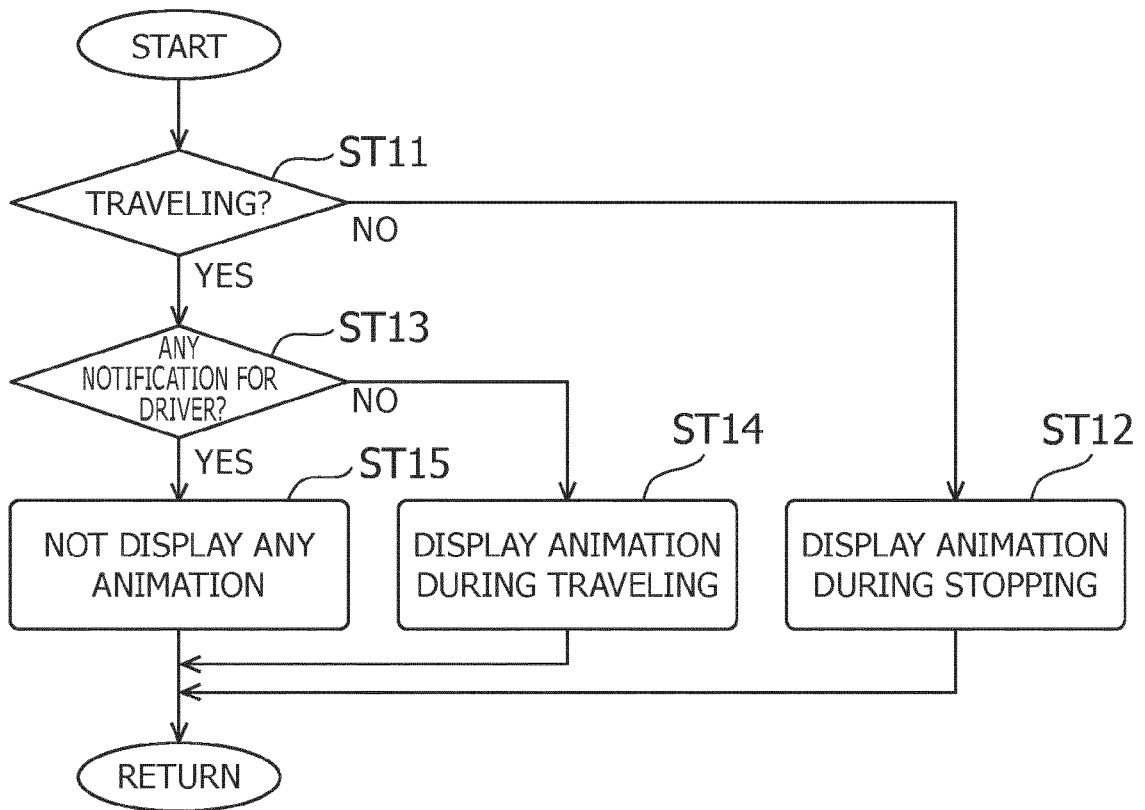 START
ST11
TRAVELING?
NO
YES
ST13
ANY
NOTIFICATION FOR
DRIVER?
NO
YES
ST15
ST14
ST12
NOT DISPLAY ANY
ANIMATION
DISPLAY ANIMATION
DURING TRAVELING
DISPLAY ANIMATION
DURING STOPPING
RETURN